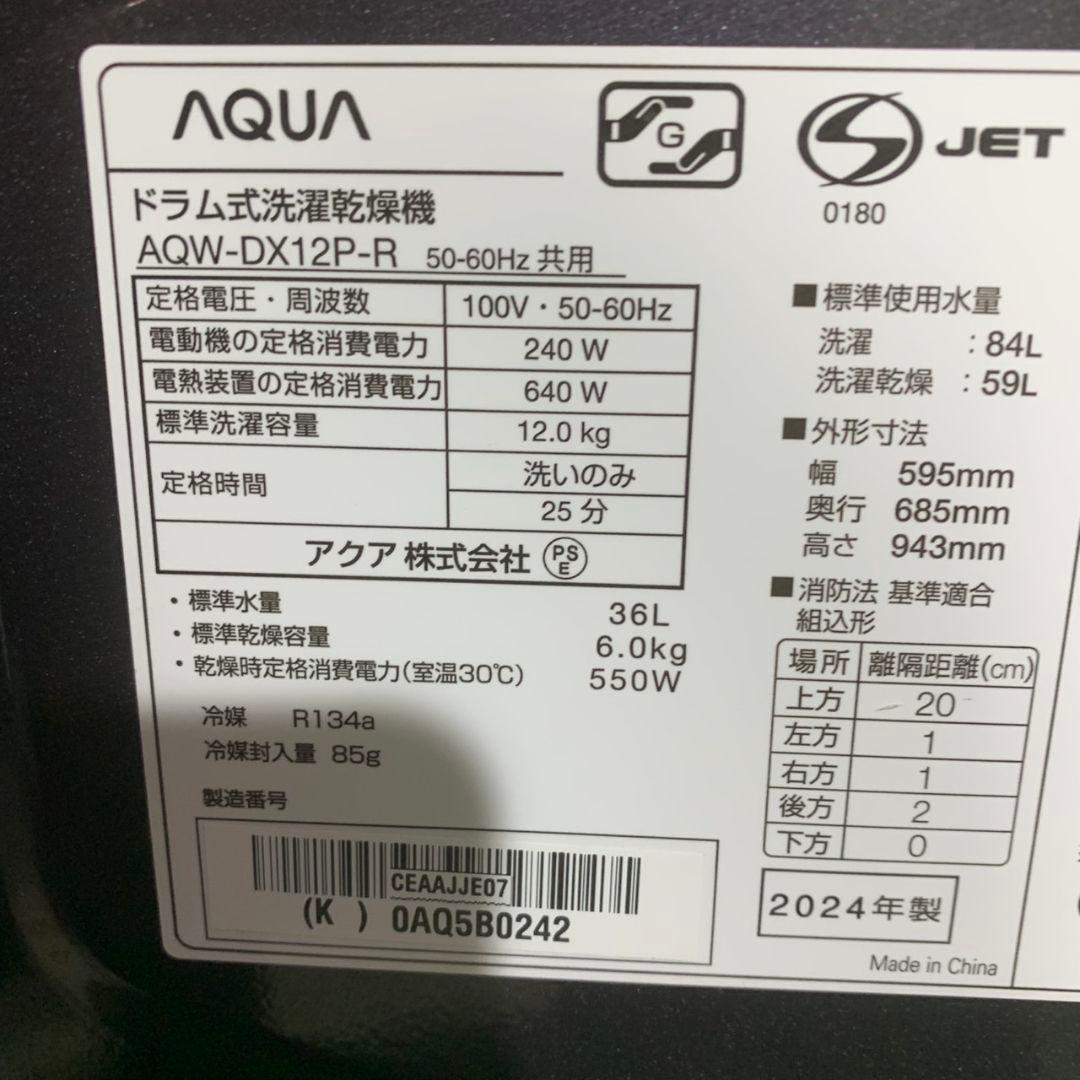 AQUA
G
JET
0180
ドラム式洗濯乾燥機
AQW-DX12P-R 50-60Hz 共用
定格電圧・周波数 100V・50-60Hz
電動機の定格消費電力 240 W
電熱装置の定格消費電力 640 W
標準洗濯容量 12.0 kg
定格時間 洗いのみ
25 分
アクア 株式会社 PSE
・標準水量 36L
・標準乾燥容量 6.0kg
・乾燥時定格消費電力(室温30℃) 550W
冷媒 R134a
冷媒封入量 85g
製造番号
CEAAJJE07
(K ) 0AQ5B0242
■標準使用水量
洗濯 : 84L
洗濯乾燥 : 59L
■外形寸法
幅 595mm
奥行 685mm
高さ 943mm
■消防法 基準適合
組込形
場所 離隔距離(cm)
上方 20
左方 1
右方 1
後方 2
下方 0
2024年製
Made in China